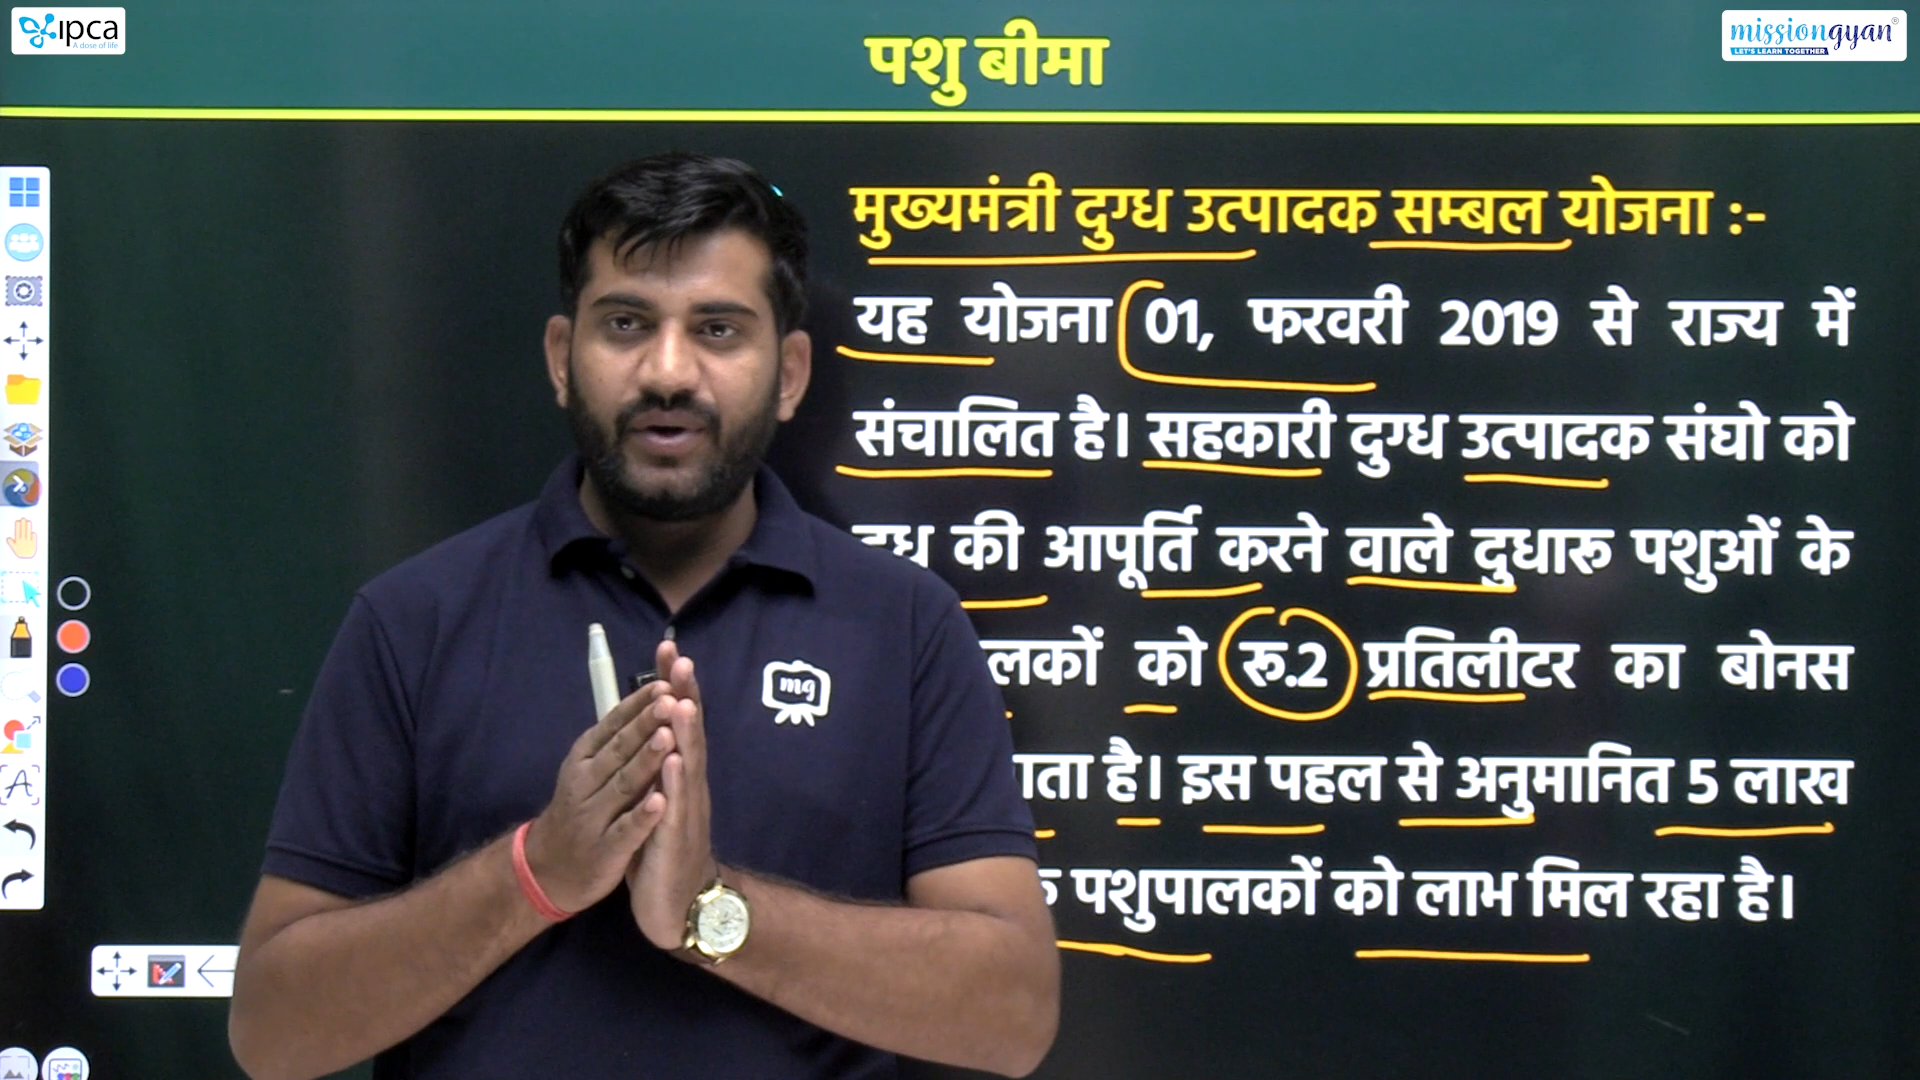 ipca
A dose of life
missiongyan
LET'S LEARN TOGETHER
पशु बीमा
मुख्यमंत्री दुग्ध उत्पादक सम्बल योजना :-
यह योजना 01, फरवरी 2019 से राज्य में
संचालित है। सहकारी दुग्ध उत्पादक संघो को
की आपूर्ति करने वाले दुधारू पशुओं के
को रू.2 प्रतिलीटर का बोनस
है। इस पहल से अनुमानित 5 लाख
पशुपालकों को लाभ मिल रहा है।
mg